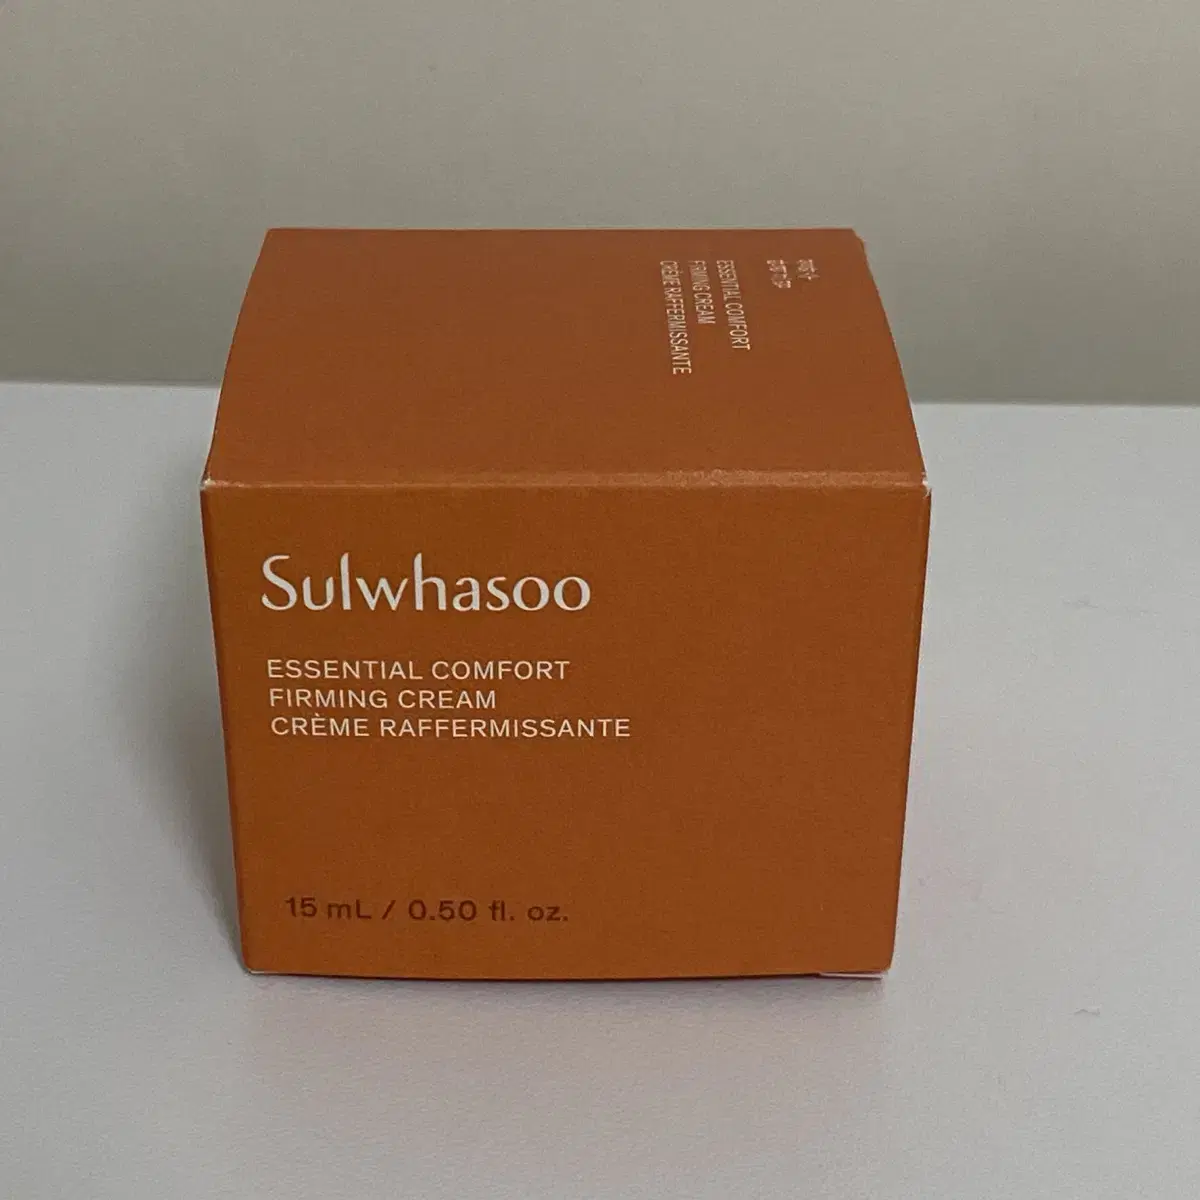 Sulwhasoo
ESSENTIAL COMFORT
FIRMING CREAM
CRÈME RAFFERMISSANTE
15 mL / 0.50 fl. oz.
ESSENTIAL COMFORT
FIRMING CREAM
CRÈME RAFFERMISSANTE